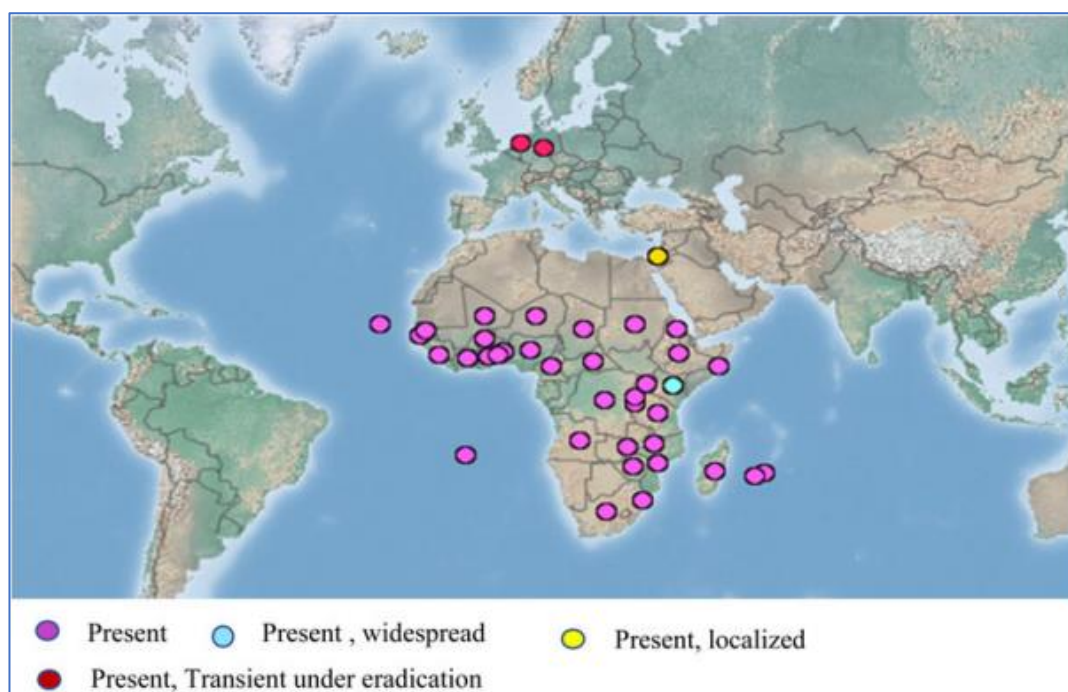 Present
Present , widespread
Present, localized
Present, Transient under eradication